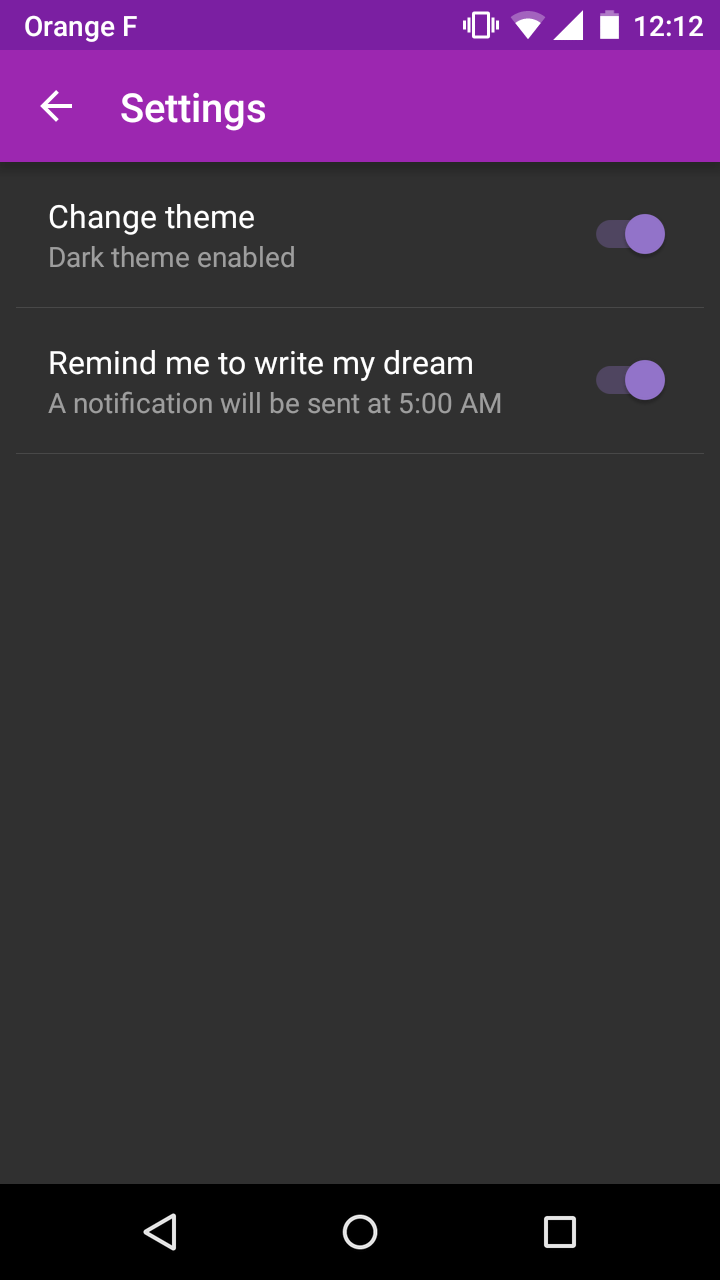 Orange F 12:12
Settings
Change theme
Dark theme enabled
Remind me to write my dream
A notification will be sent at 5:00 AM